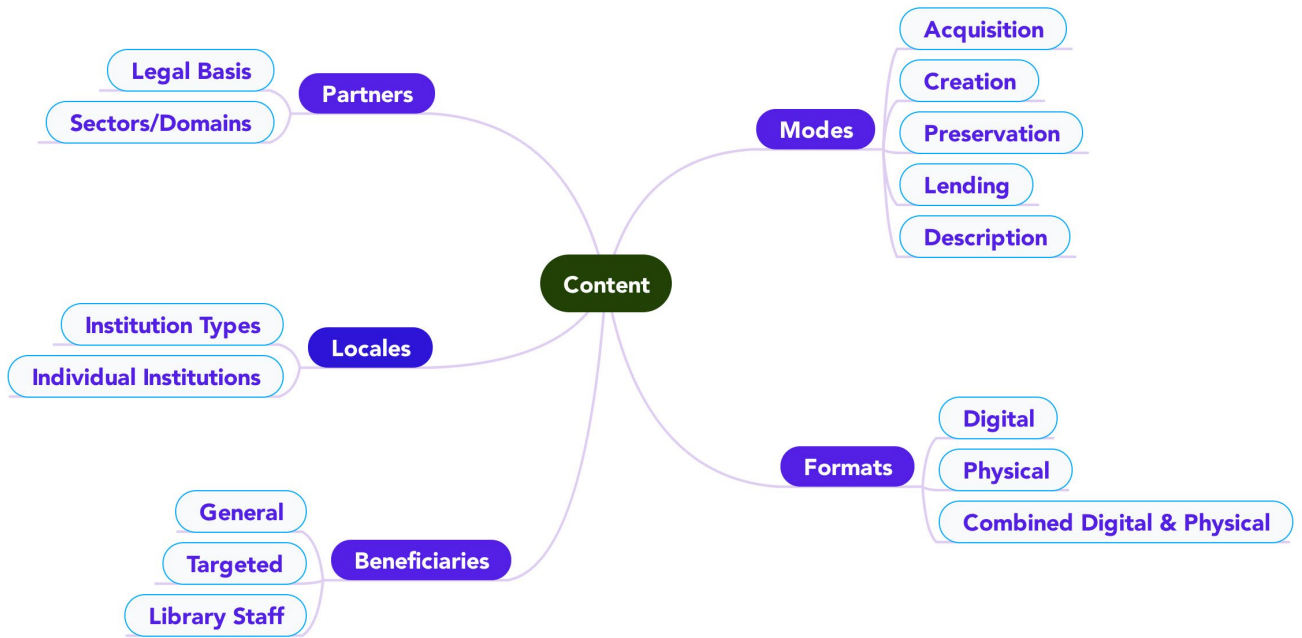 Content
Partners
Legal Basis
Sectors/Domains
Locales
Institution Types
Individual Institutions
Beneficiaries
General
Targeted
Library Staff
Modes
Acquisition
Creation
Preservation
Lending
Description
Formats
Digital
Physical
Combined Digital & Physical